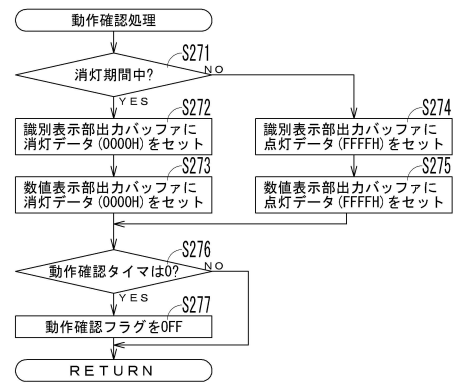 動作確認処理
S271
消灯期間中?
NO
YES
S272
識別表示部出力バッファに
消灯データ(0000H)をセット
S274
識別表示部出力バッファに
点灯データ(FFFFH)をセット
S273
数値表示部出力バッファに
消灯データ(0000H)をセット
S275
数値表示部出力バッファに
点灯データ(FFFFH)をセット
S276
動作確認タイマは0?
NO
YES
S277
動作確認フラグをOFF
RETURN